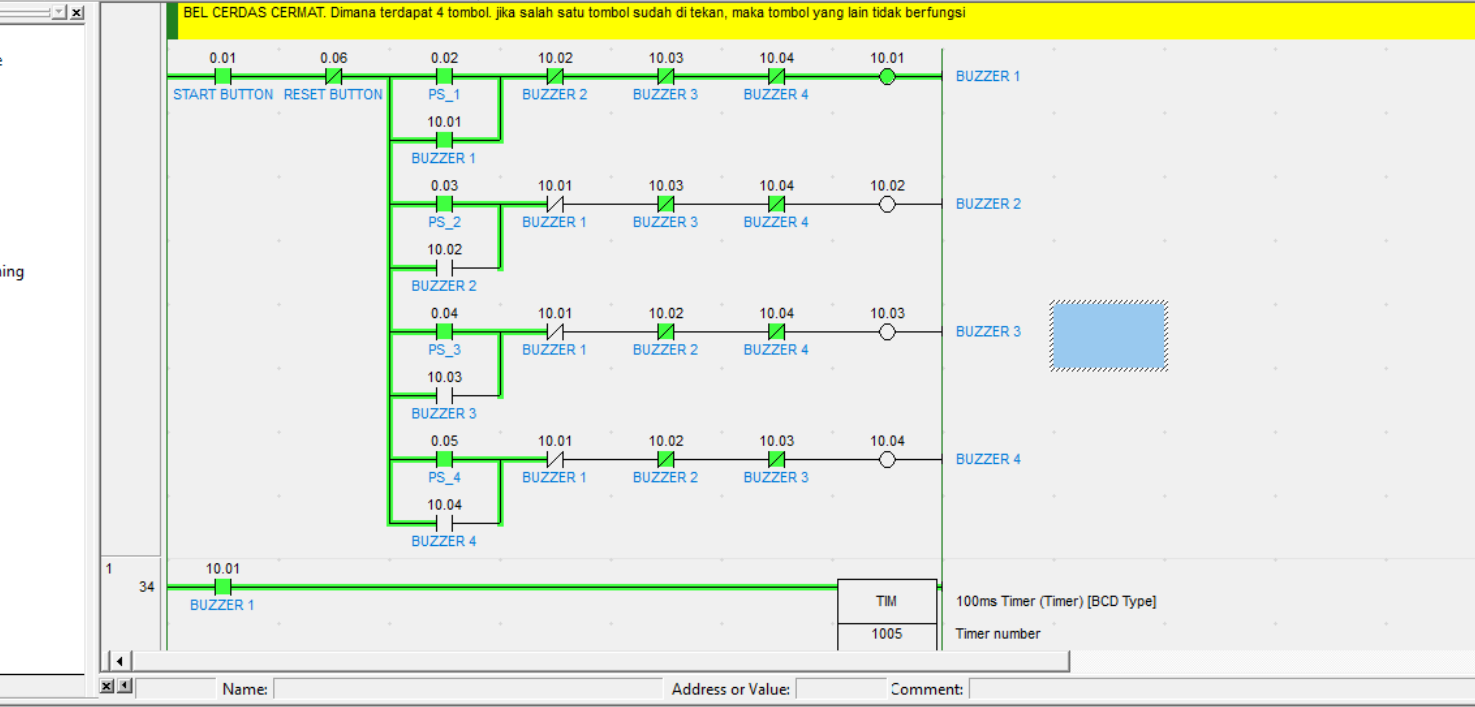 BEL CERDAS CERMAT. Dimana terdapat 4 tombol. jika salah satu tombol sudah di tekan, maka tombol yang lain tidak berfungsi
0.01 0.06 0.02 10.02 10.03 10.04 10.01
START BUTTON RESET BUTTON PS_1 BUZZER 2 BUZZER 3 BUZZER 4 BUZZER 1
10.01
BUZZER 1
0.03 10.01 10.03 10.04 10.02
PS_2 BUZZER 1 BUZZER 3 BUZZER 4 BUZZER 2
10.02
BUZZER 2
0.04 10.01 10.02 10.04 10.03
PS_3 BUZZER 1 BUZZER 2 BUZZER 4 BUZZER 3
10.03
BUZZER 3
0.05 10.01 10.02 10.03 10.04
PS_4 BUZZER 1 BUZZER 2 BUZZER 3 BUZZER 4
10.04
BUZZER 4
1 10.01
34 TIM 100ms Timer (Timer) [BCD Type]
BUZZER 1
1005 Timer number
Name: Address or Value: Comment: